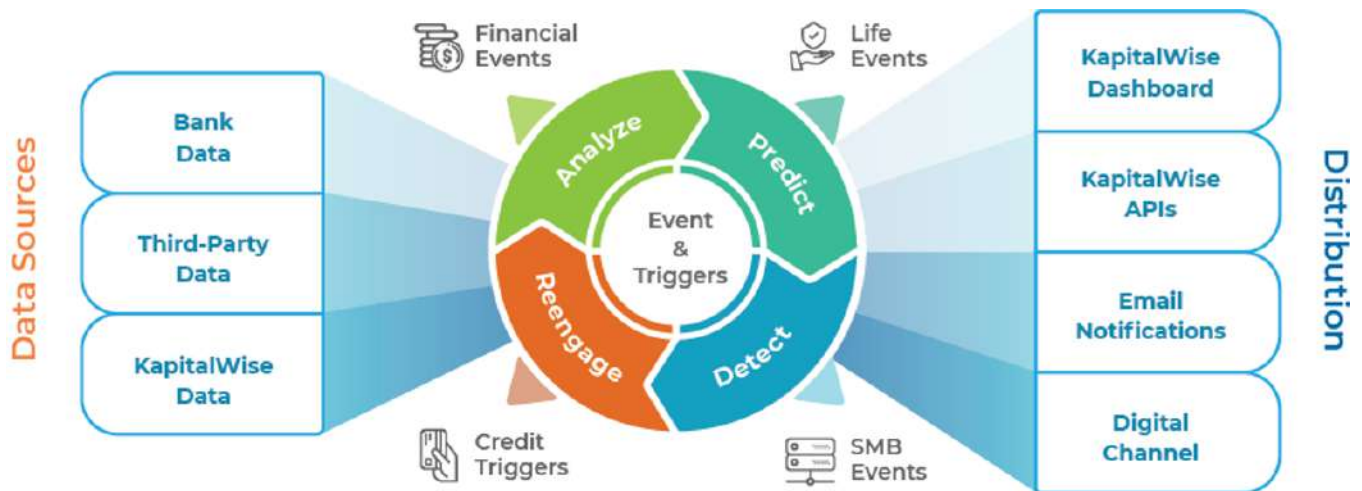 Data Sources
Bank
Data
Third-Party
Data
KapitalWise
Data
Financial
Events
Life
Events
Analyze
Predict
Event
&
Triggers
Reengage
Detect
Credit
Triggers
SMB
Events
KapitalWise
Dashboard
KapitalWise
APIs
Email
Notifications
Digital
Channel
Distribution